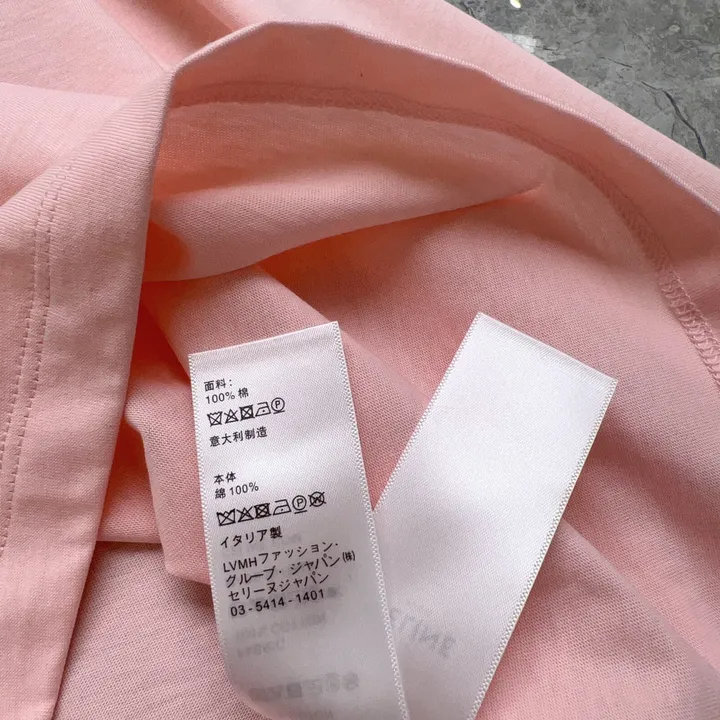 面料:
100% 棉
意大利制造
本体
綿 100%
イタリア製
LVMHファッション・
グループ・ジャパン(株)
セリーヌジャパン
03-5414-1401